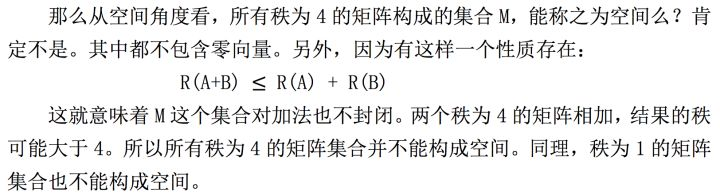 那么从空间角度看，所有秩为 4 的矩阵构成的集合 M，能称之为空间么？肯
定不是。其中都不包含零向量。另外，因为有这样一个性质存在：
R(A+B) ≤ R(A) + R(B)
这就意味着 M 这个集合对加法也不封闭。两个秩为 4 的矩阵相加，结果的秩
可能大于 4。所以所有秩为 4 的矩阵集合并不能构成空间。同理，秩为 1 的矩阵
集合也不能构成空间。